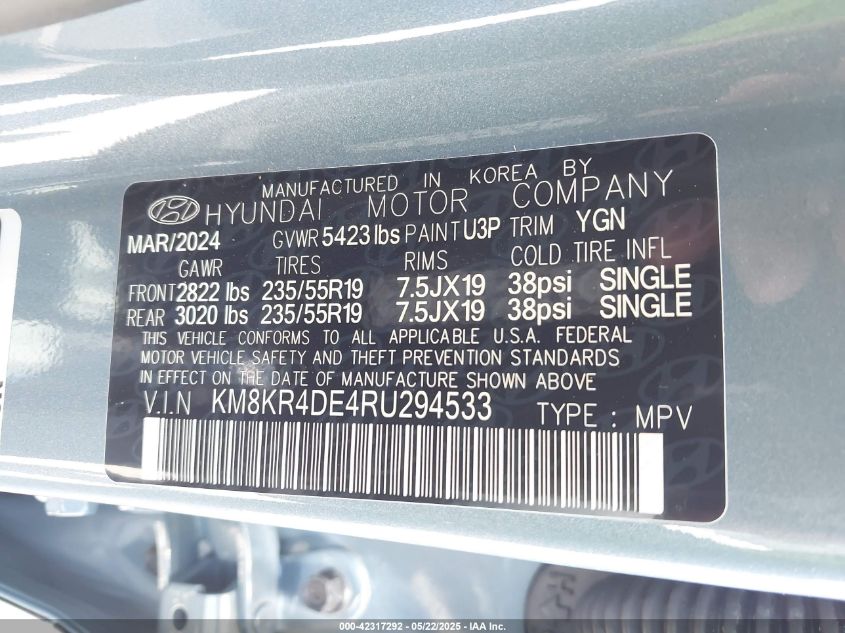 MANUFACTURED IN KOREA BY
HYUNDAI MOTOR COMPANY
MAR/2024 GVWR 5423 lbs PAINT U3P TRIM YGN
GAWR TIRES RIMS COLD TIRE INFL
FRONT 2822 lbs 235/55R19 7.5JX19 38psi SINGLE
REAR 3020 lbs 235/55R19 7.5JX19 38psi SINGLE
THIS VEHICLE CONFORMS TO ALL APPLICABLE U.S.A. FEDERAL
MOTOR VEHICLE SAFETY AND THEFT PREVENTION STANDARDS
IN EFFECT ON THE DATE OF MANUFACTURE SHOWN ABOVE
V.I.N KM8KR4DE4RU294533 TYPE : MPV
000-42317292 - 05/22/2025 - IAA Inc.